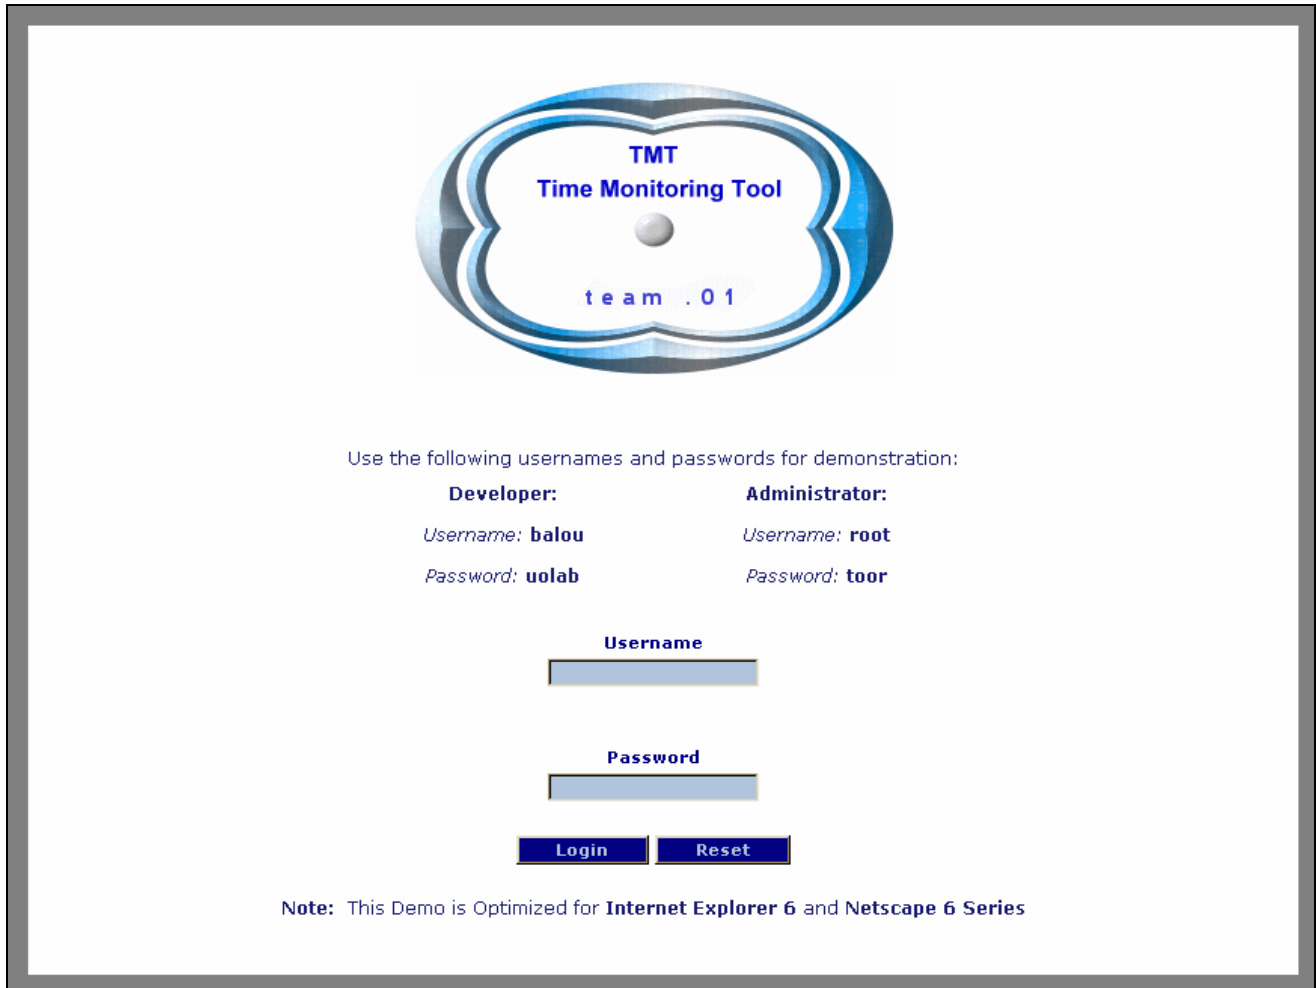 TMT
Time Monitoring Tool
team .01
Use the following usernames and passwords for demonstration:
Developer: Administrator:
Username: balou Username: root
Password: uolab Password: toor
Username
Password
Login Reset
Note: This Demo is Optimized for Internet Explorer 6 and Netscape 6 Series